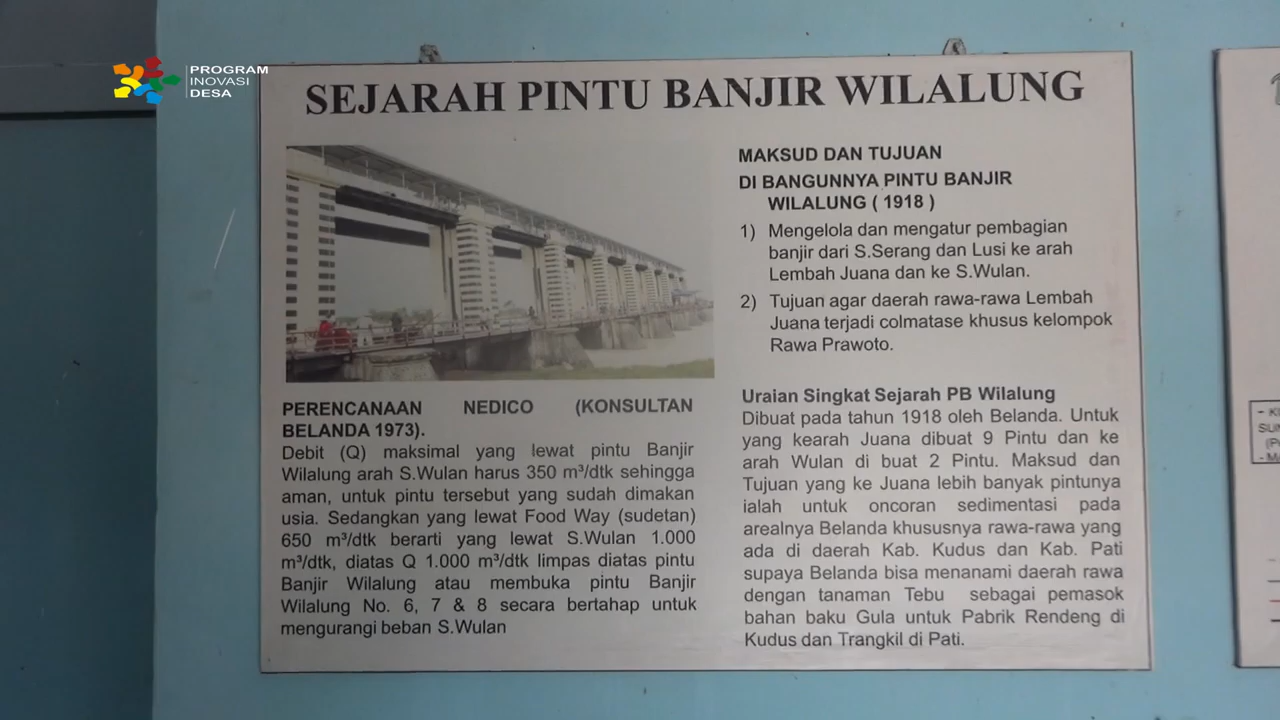 PROGRAM
INOVASI
DESA
SEJARAH PINTU BANJIR WILALUNG
MAKSUD DAN TUJUAN
DI BANGUNNYA PINTU BANJIR
WILALUNG ( 1918 )
1) Mengelola dan mengatur pembagian
banjir dari S.Serang dan Lusi ke arah
Lembah Juana dan ke S.Wulan.
2) Tujuan agar daerah rawa-rawa Lembah
Juana terjadi colmatase khusus kelompok
Rawa Prawoto.
PERENCANAAN NEDICO (KONSULTAN
BELANDA 1973).
Debit (Q) maksimal yang lewat pintu Banjir
Wilalung arah S.Wulan harus 350 m³/dtk sehingga
aman, untuk pintu tersebut yang sudah dimakan
usia. Sedangkan yang lewat Food Way (sudetan)
650 m³/dtk berarti yang lewat S.Wulan 1.000
m³/dtk, diatas Q 1.000 m³/dtk limpas diatas pintu
Banjir Wilalung atau membuka pintu Banjir
Wilalung No. 6, 7 & 8 secara bertahap untuk
mengurangi beban S.Wulan
Uraian Singkat Sejarah PB Wilalung
Dibuat pada tahun 1918 oleh Belanda. Untuk
yang kearah Juana dibuat 9 Pintu dan ke
arah Wulan di buat 2 Pintu. Maksud dan
Tujuan yang ke Juana lebih banyak pintunya
ialah untuk oncoran sedimentasi pada
arealnya Belanda khususnya rawa-rawa yang
ada di daerah Kab. Kudus dan Kab. Pati
supaya Belanda bisa menanami daerah rawa
dengan tanaman Tebu sebagai pemasok
bahan baku Gula untuk Pabrik Rendeng di
Kudus dan Trangkil di Pati.